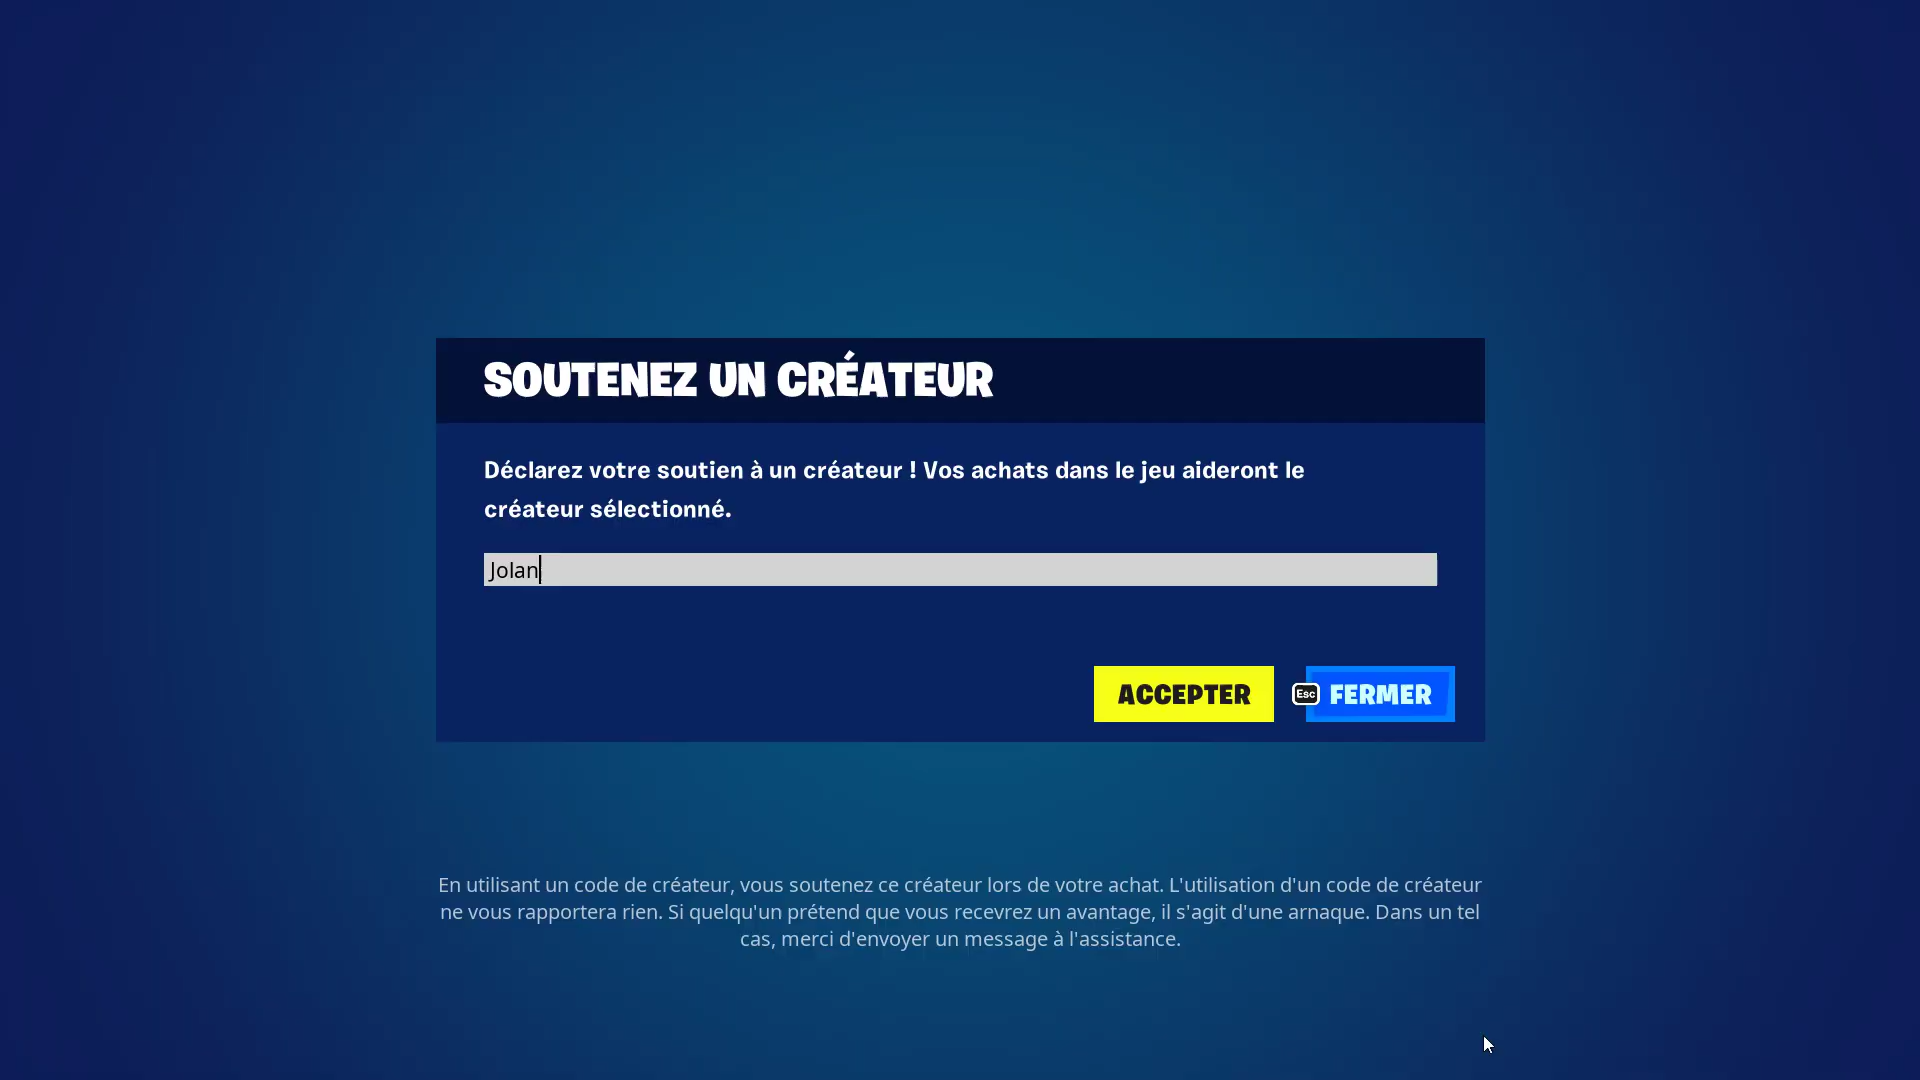 SOUTENEZ UN CRÉATEUR
Déclarez votre soutien à un créateur ! Vos achats dans le jeu aideront le
créateur sélectionné.
Jolan
ACCEPTER
Esc FERMER
En utilisant un code de créateur, vous soutenez ce créateur lors de votre achat. L'utilisation d'un code de créateur
ne vous rapportera rien. Si quelqu'un prétend que vous recevrez un avantage, il s'agit d'une arnaque. Dans un tel
cas, merci d'envoyer un message à l'assistance.